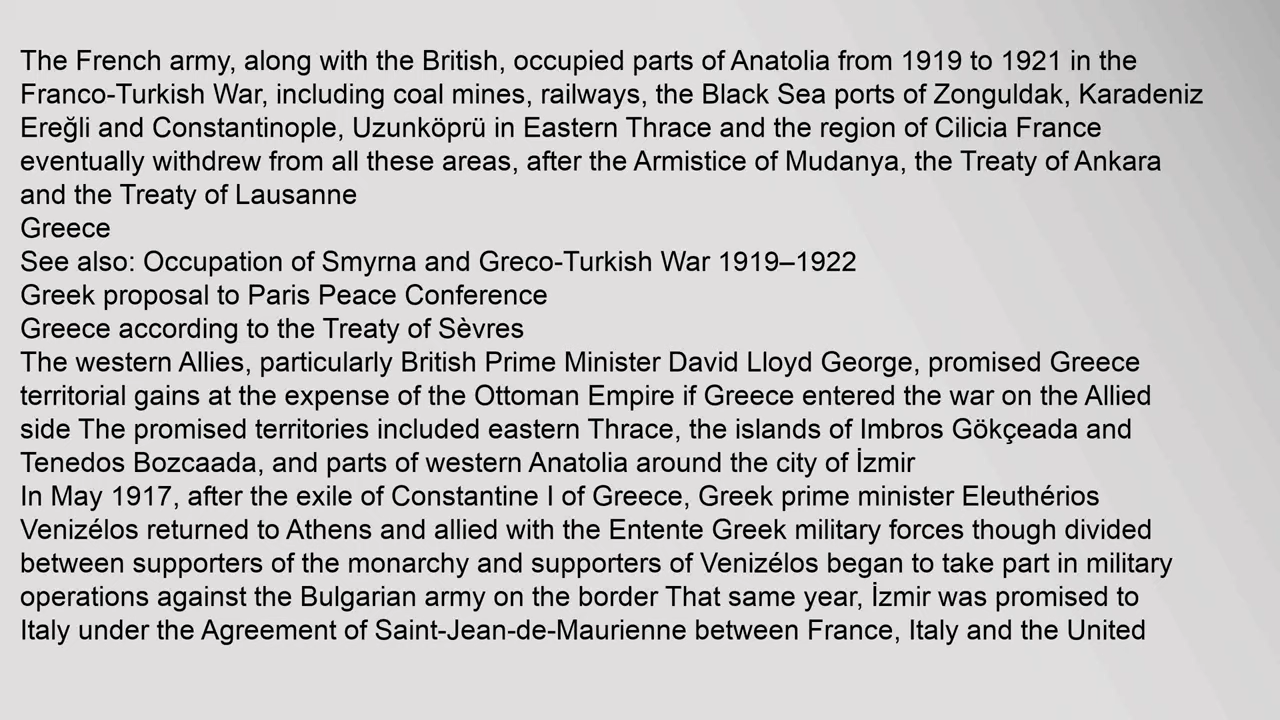 The French army, along with the British, occupied parts of Anatolia from 1919 to 1921 in the
Franco-Turkish War, including coal mines, railways, the Black Sea ports of Zonguldak, Karadeniz
Ereğli and Constantinople, Uzunköprü in Eastern Thrace and the region of Cilicia France
eventually withdrew from all these areas, after the Armistice of Mudanya, the Treaty of Ankara
and the Treaty of Lausanne
Greece
See also: Occupation of Smyrna and Greco-Turkish War 1919–1922
Greek proposal to Paris Peace Conference
Greece according to the Treaty of Sèvres
The western Allies, particularly British Prime Minister David Lloyd George, promised Greece
territorial gains at the expense of the Ottoman Empire if Greece entered the war on the Allied
side The promised territories included eastern Thrace, the islands of Imbros Gökçeada and
Tenedos Bozcaada, and parts of western Anatolia around the city of İzmir
In May 1917, after the exile of Constantine I of Greece, Greek prime minister Eleuthérios
Venizélos returned to Athens and allied with the Entente Greek military forces though divided
between supporters of the monarchy and supporters of Venizélos began to take part in military
operations against the Bulgarian army on the border That same year, İzmir was promised to
Italy under the Agreement of Saint-Jean-de-Maurienne between France, Italy and the United